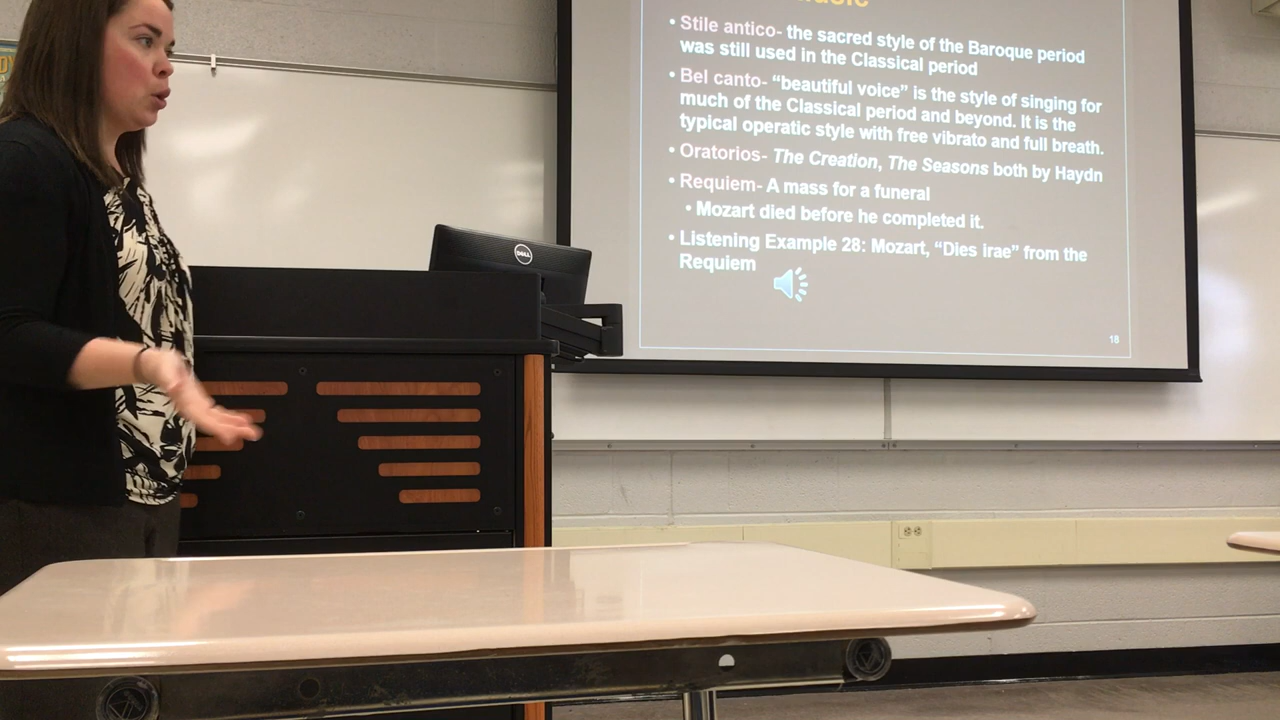 • Stile antico- the sacred style of the Baroque period
was still used in the Classical period
• Bel canto- “beautiful voice” is the style of singing for
much of the Classical period and beyond. It is the
typical operatic style with free vibrato and full breath.
• Oratorios- The Creation, The Seasons both by Haydn
• Requiem- A mass for a funeral
• Mozart died before he completed it.
• Listening Example 28: Mozart, “Dies irae” from the
Requiem
18
DELL